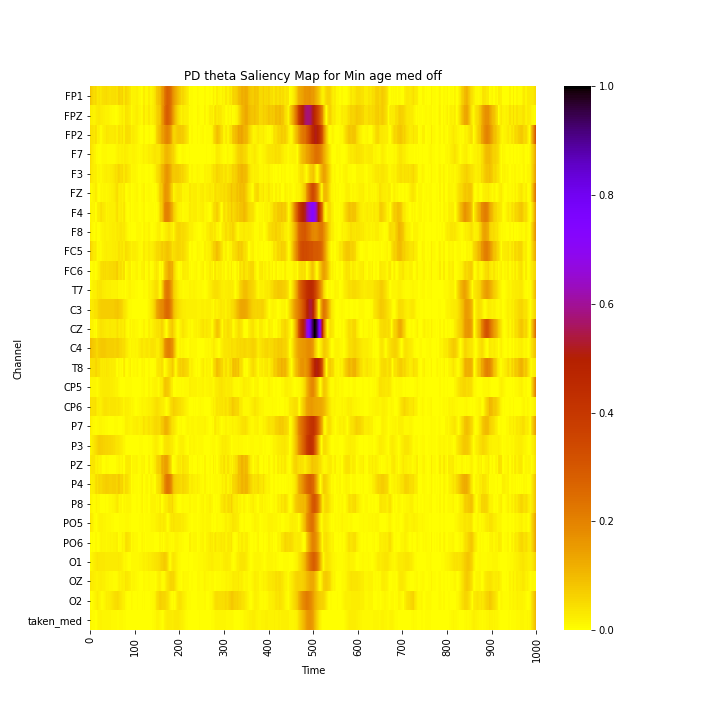 PD theta Saliency Map for Min age med off
Channel
FP1
FPZ
FP2
F7
F3
FZ
F4
F8
FC5
FC6
T7
C3
CZ
C4
T8
CP5
CP6
P7
P3
PZ
P4
P8
PO5
PO6
O1
OZ
O2
taken_med
0 100 200 300 400 500 600 700 800 900 1000
Time
1.0
0.8
0.6
0.4
0.2
0.0